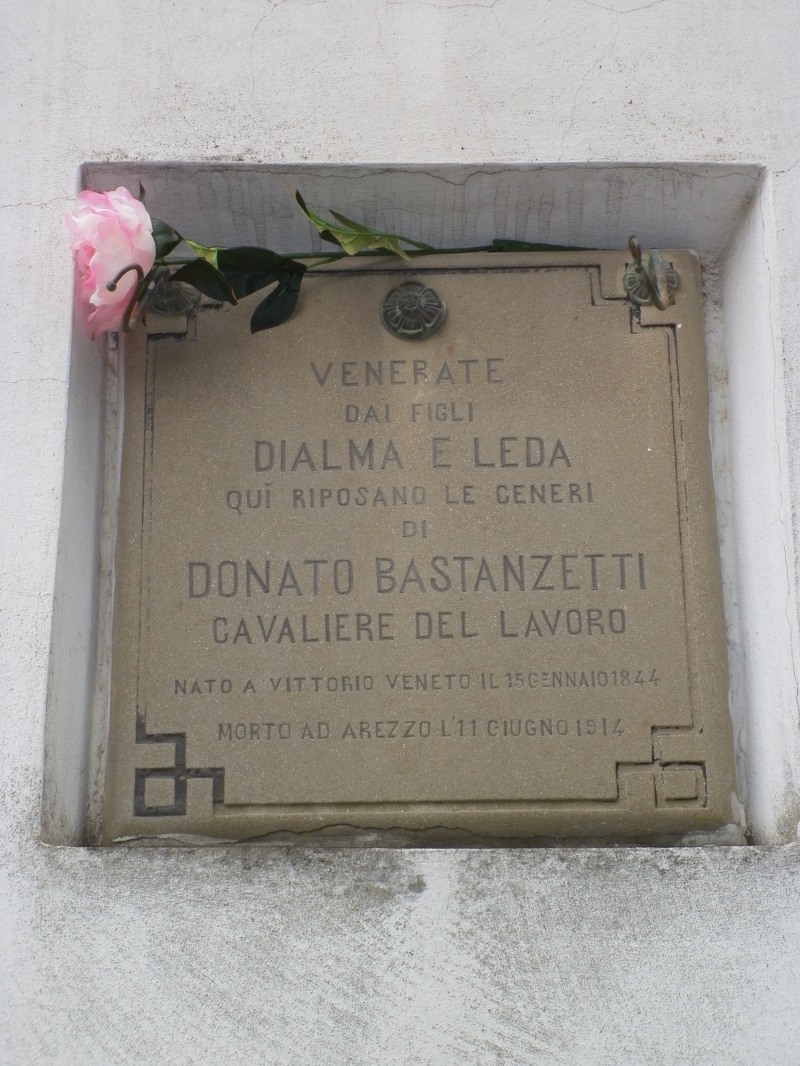 VENERATE
DAI FIGLI
DIALMA E LEDA
QUÌ RIPOSANO LE CENERI
DI
DONATO BASTANZETTI
CAVALIERE DEL LAVORO
NATO A VITTORIO VENETO IL 15 GENNAIO 1844
MORTO AD AREZZO L'11 GIUGNO 1914